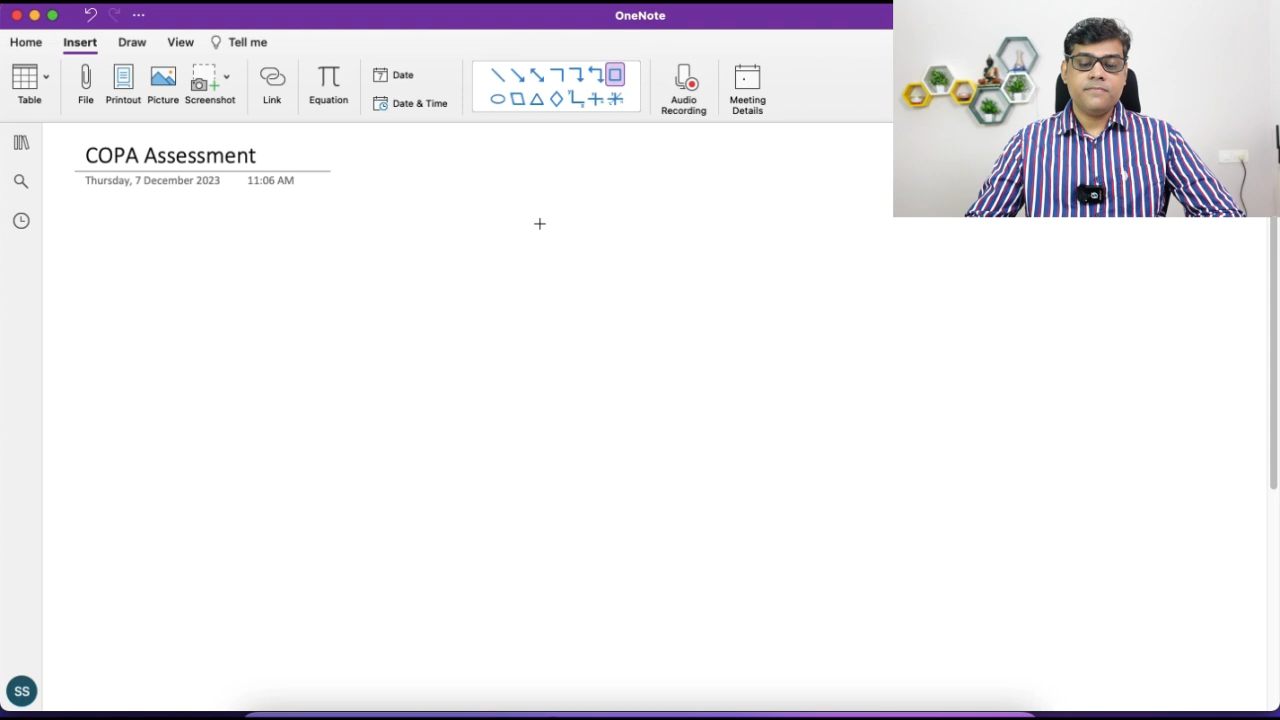 OneNote
Home Insert Draw View Tell me
Table File Printout Picture Screenshot Link Equation Date Date & Time Audio Recording Meeting Details
COPA Assessment
Thursday, 7 December 2023 11:06 AM
SS